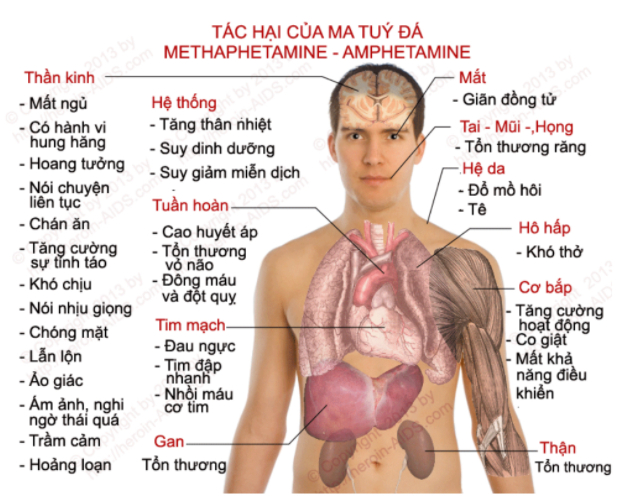 TÁC HẠI CỦA MA TUÝ ĐÁ
METHAPHETAMINE - AMPHETAMINE
Thần kinh
- Mất ngủ
- Có hành vi
hung hăng
- Hoang tưởng
- Nói chuyện
liên tục
- Chán ăn
- Tăng cường
sự tỉnh táo
- Khó chịu
- Nói nhịu giọng
- Chóng mặt
- Lẫn lộn
- Ảo giác
- Ám ảnh, nghi
ngờ thái quá
- Trầm cảm
- Hoảng loạn
Hệ thống
- Tăng thân nhiệt
- Suy dinh dưỡng
- Suy giảm miễn dịch
Tuần hoàn
- Cao huyết áp
- Tổn thương
vỏ não
- Đông máu
và đột quỵ
Tim mạch
- Đau ngực
- Tim đập
nhanh
- Nhồi máu
cơ tim
Gan
Tổn thương
Mắt
- Giãn đồng tử
Tai - Mũi -,Họng
- Tổn thương răng
Hệ da
- Đổ mồ hôi
- Tê
Hô hấp
- Khó thở
Cơ bắp
- Tăng cường
hoạt động
- Co giật
- Mất khả
năng điều
khiển
Thận
Tổn thương